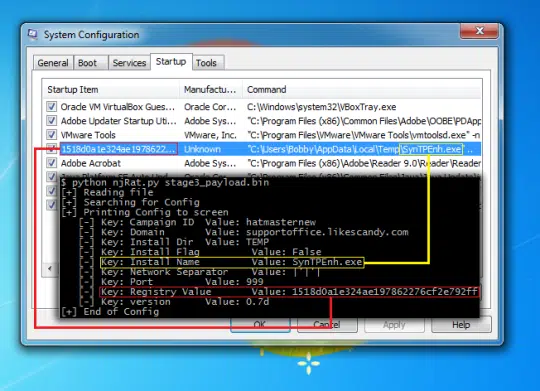 System Configuration
General Boot Services Startup Tools
Startup Item Manufactu... Command
Oracle VM VirtualBox Gues... Oracle Cor... C:\Windows\system32\VBoxTray.exe
Adobe Updater Startup Uti... Adobe Sys... "C:\Program Files (x86)\Common Files\Adobe\OOBE\PDApp
VMware Tools VMware, Inc. "C:\Program Files\VMware\VMware Tools\vmtoolsd.exe" -n
1518d0a1e324ae1978622... Unknown "C:\Users\Bobby\AppData\Local\Temp\SynTPEnh.exe" ..
Adobe Acrobat Adobe Sys... "C:\Program Files (x86)\Adobe\Reader 9.0\Reader\Reader
$ python njRat.py stage3_payload.bin
[+] Reading file
[+] Searching for Config
[+] Printing Config to screen
[-] Key: Campaign ID Value: hatmasternew
[-] Key: Domain Value: supportoffice.likescandy.com
[-] Key: Install Dir Value: TEMP
[-] Key: Install Flag Value: False
[-] Key: Install Name Value: SynTPEnh.exe
[-] Key: Network Separator Value: |'|'|
[-] Key: Port Value: 999
[-] Key: Registry Value Value: 1518d0a1e324ae197862276cf2e792ff
[-] Key: version Value: 0.7d
[+] End of Config
OK Cancel Apply Help